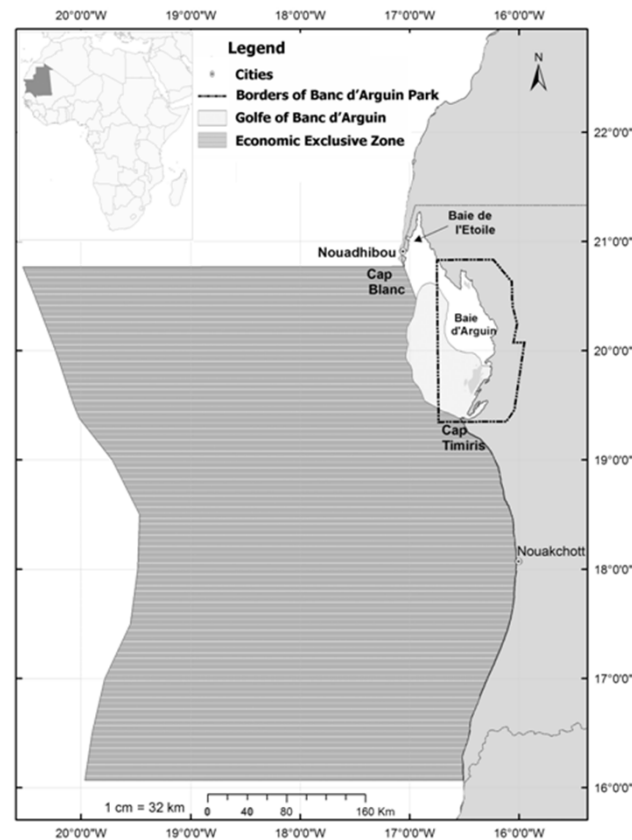 20°0'0"W 19°0'0"W 18°0'0"W 17°0'0"W 16°0'0"W
Legend
Cities
Borders of Banc d'Arguin Park
Golfe of Banc d'Arguin
Economic Exclusive Zone
N
22°0'0"
Baie de
l'Etoile
21°0'0"
Nouadhibou
Cap
Blanc
Baie
d'Arguin
20°0'0"
Cap
Timiris
19°0'0"
Nouakchott
18°0'0"
17°0'0"
16°0'0"
1 cm = 32 km
0 40 80 160 Km
20°0'0"W 19°0'0"W 18°0'0"W 17°0'0"W 16°0'0"W